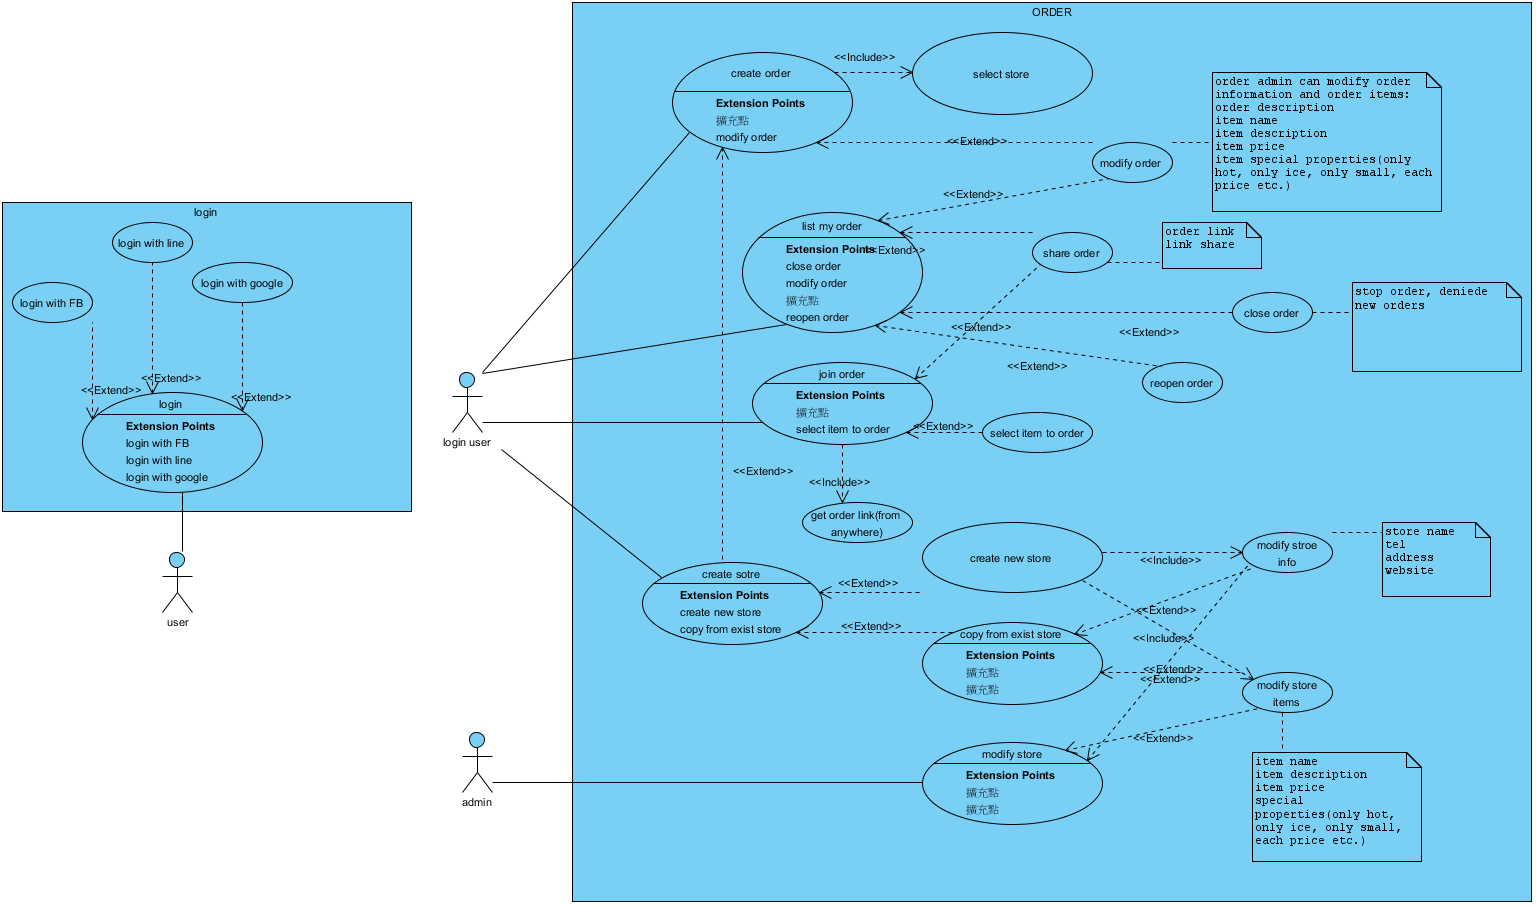 login
login with line
login with google
login with FB
<<Extend>>
<<Extend>>
<<Extend>>
login
Extension Points
login with FB
login with line
login with google
user
login user
admin
ORDER
create order
Extension Points
擴充點
modify order
<<Include>>
select store
<<Extend>>
modify order
order admin can modify order
information and order items:
order description
item name
item description
item price
item special properties(only
hot, only ice, only small, each
price etc.)
<<Extend>>
list my order
Extension Points
close order
modify order
擴充點
reopen order
<<Extend>>
share order
order link
link share
<<Extend>>
close order
stop order, deniede
new orders
<<Extend>>
<<Extend>>
reopen order
join order
Extension Points
擴充點
select item to order
<<Extend>>
select item to order
<<Extend>>
<<Include>>
get order link(from
anywhere)
create sotre
Extension Points
create new store
copy from exist store
<<Extend>>
<<Extend>>
create new store
<<Include>>
modify stroe
info
store name
tel
address
website
<<Extend>>
<<Include>>
copy from exist store
Extension Points
擴充點
擴充點
<<Extend>>
<<Extend>>
modify store
items
<<Extend>>
modify store
Extension Points
擴充點
擴充點
item name
item description
item price
special
properties(only hot,
only ice, only small,
each price etc.)